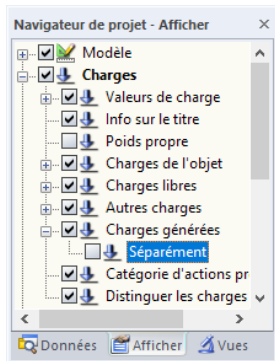 Navigateur de projet - Afficher
Modèle
Charges
Valeurs de charge
Info sur le titre
Poids propre
Charges de l'objet
Charges libres
Autres charges
Charges générées
Séparément
Catégorie d'actions pr
Distinguer les charges
Données Afficher Vues